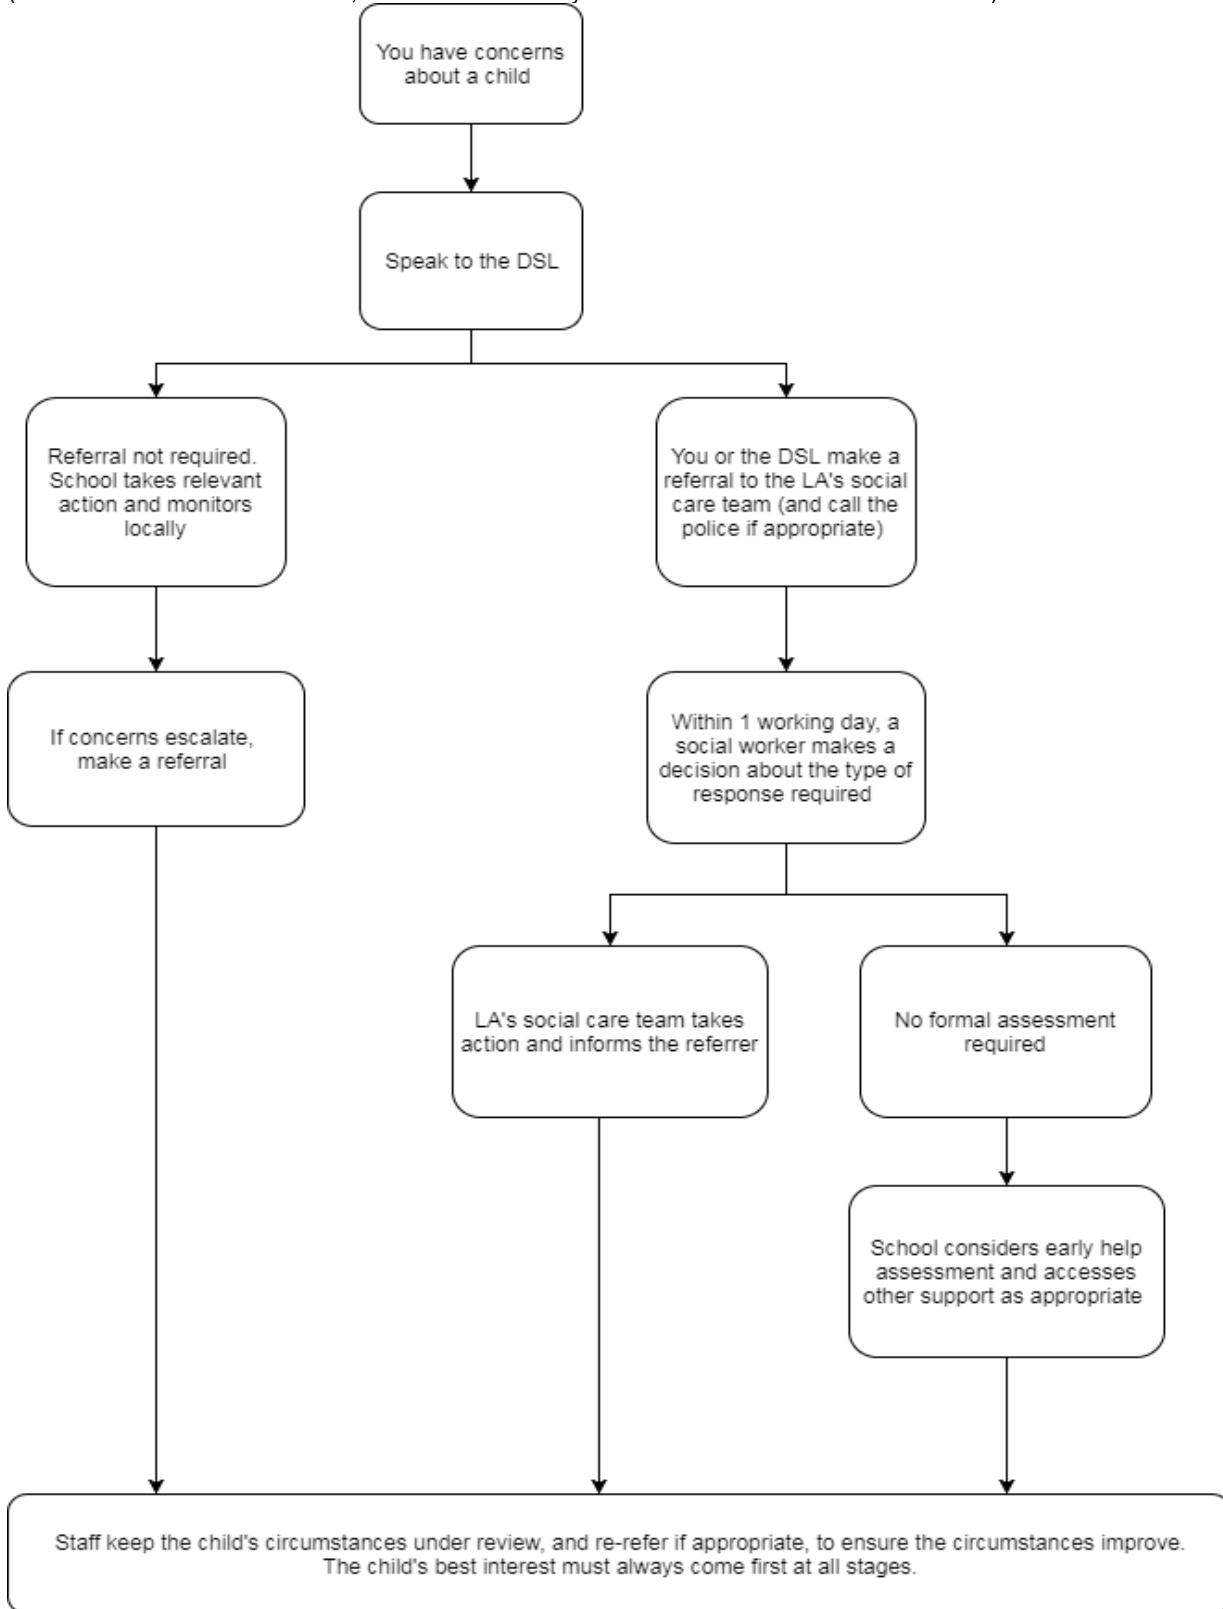 You have concerns
about a child
Speak to the DSL
Referral not required.
School takes relevant
action and monitors
locally
You or the DSL make a
referral to the LA's social
care team (and call the
police if appropriate)
If concerns escalate,
make a referral
Within 1 working day, a
social worker makes a
decision about the type of
response required
LA's social care team takes
action and informs the referrer
No formal assessment
required
School considers early help
assessment and accesses
other support as appropriate
Staff keep the child's circumstances under review, and re-refer if appropriate, to ensure the circumstances improve.
The child's best interest must always come first at all stages.